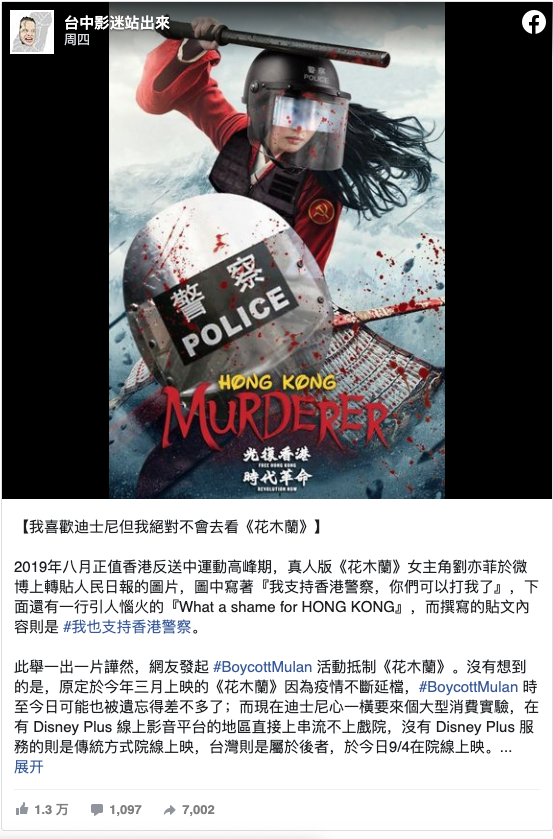 台中影迷站出來
周四
警察
POLICE
警察
POLICE
HONG KONG
MURDERER
光復香港
FREE HONG KONG
時代革命
REVOLUTION NOW
【我喜歡迪士尼但我絕對不會去看《花木蘭》】
2019年八月正值香港反送中運動高峰期，真人版《花木蘭》女主角劉亦菲於微
博上轉貼人民日報的圖片，圖中寫著『我支持香港警察，你們可以打我了』，下
面還有一行引人惱火的『What a shame for HONG KONG』，而撰寫的貼文內
容則是 #我也支持香港警察。
此舉一出一片譁然，網友發起 #BoycottMulan 活動抵制《花木蘭》。沒有想到
的是，原定於今年三月上映的《花木蘭》因為疫情不斷延檔，#BoycottMulan 時
至今日可能也被遺忘得差不多了；而現在迪士尼心一橫要來個大型消費實驗，在
有 Disney Plus 線上影音平台的地區直接上串流不上戲院，沒有 Disney Plus 服
務的則是傳統方式院線上映，台灣則是屬於後者，於今日9/4在院線上映。...
展开
1.3 万
1,097
7,002